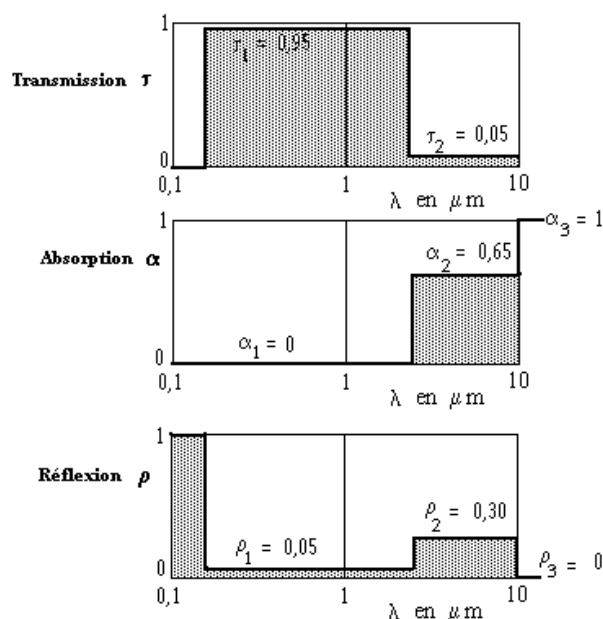 1
τ₁ = 0,95
Transmission τ
τ₂ = 0,05
0
0,1 1 10
λ en μm
1
α₃ = 1
Absorption α
α₂ = 0,65
α₁ = 0
0
0,1 1 10
λ en μm
1
Réflexion ρ
ρ₂ = 0,30
ρ₁ = 0,05
ρ₃ = 0
0
0,1 1 10
λ en μm